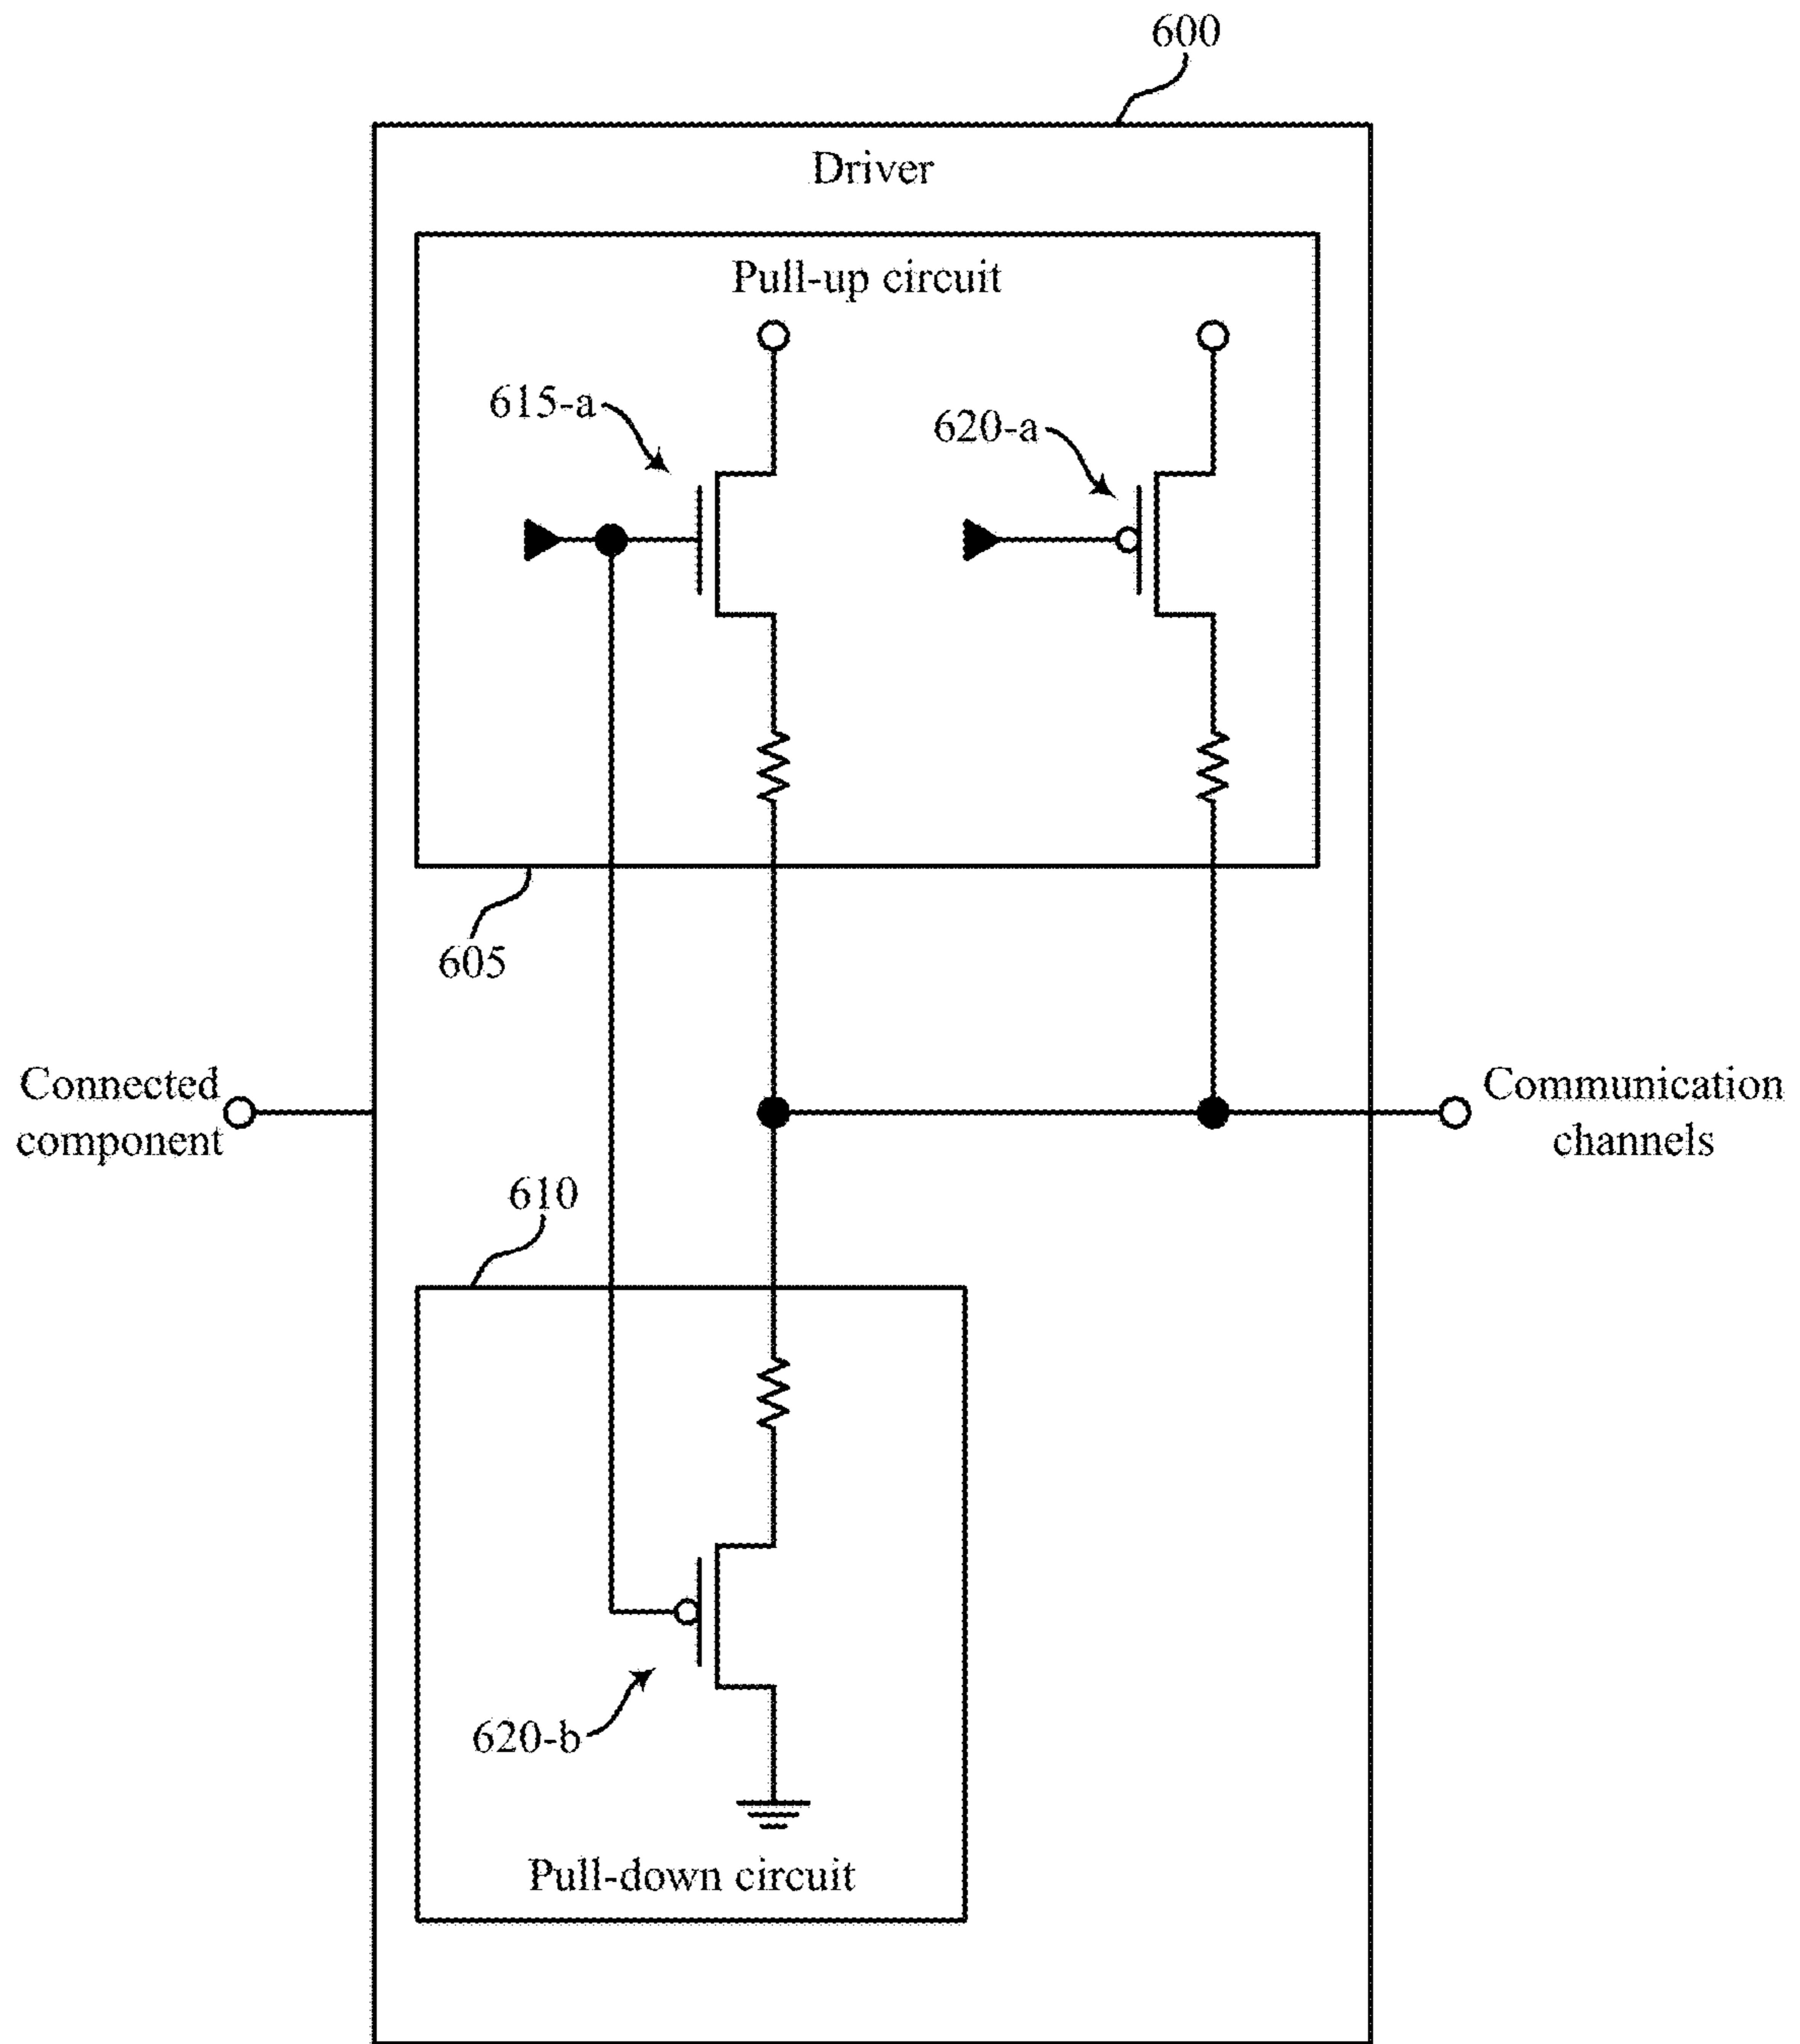 600
Driver
Pull-up circuit
615-a
620-a
605
Connected
component
Communication
channels
610
620-b
Pull-down circuit